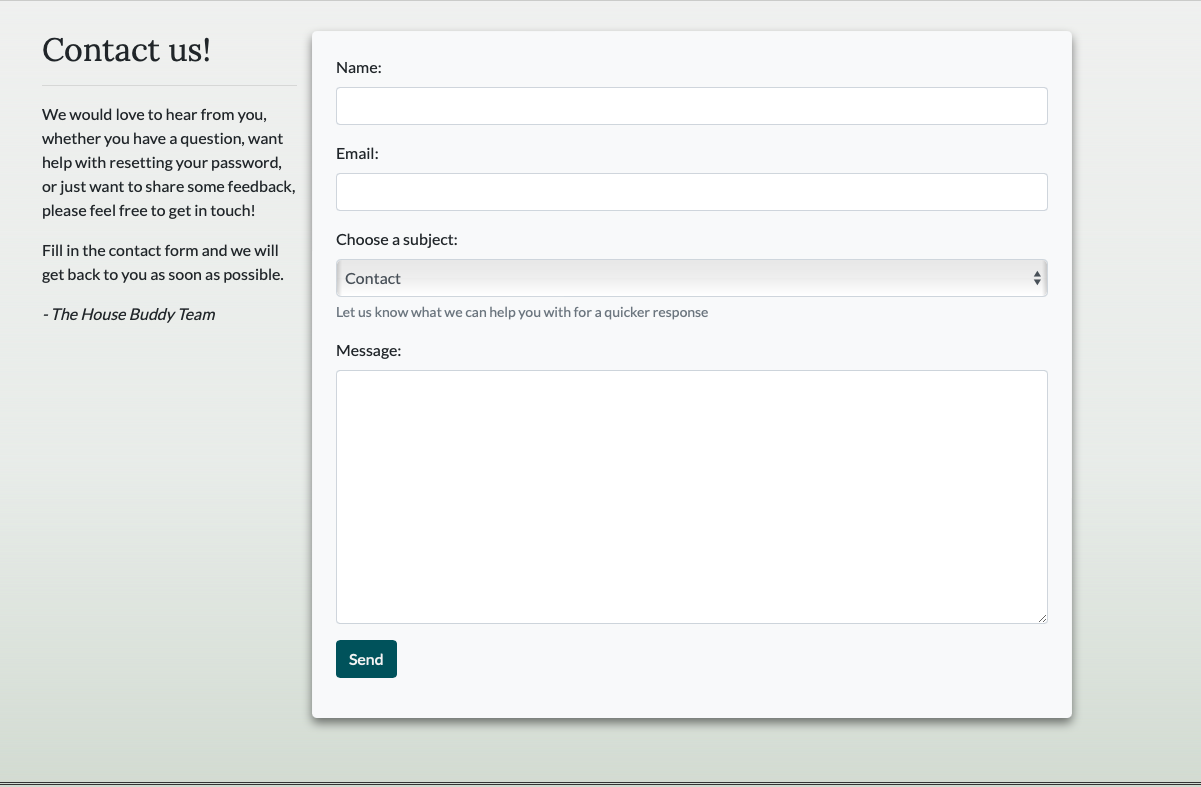 Contact us!
We would love to hear from you,
whether you have a question, want
help with resetting your password,
or just want to share some feedback,
please feel free to get in touch!
Fill in the contact form and we will
get back to you as soon as possible.
- The House Buddy Team
Name:
Email:
Choose a subject:
Contact
Let us know what we can help you with for a quicker response
Message:
Send